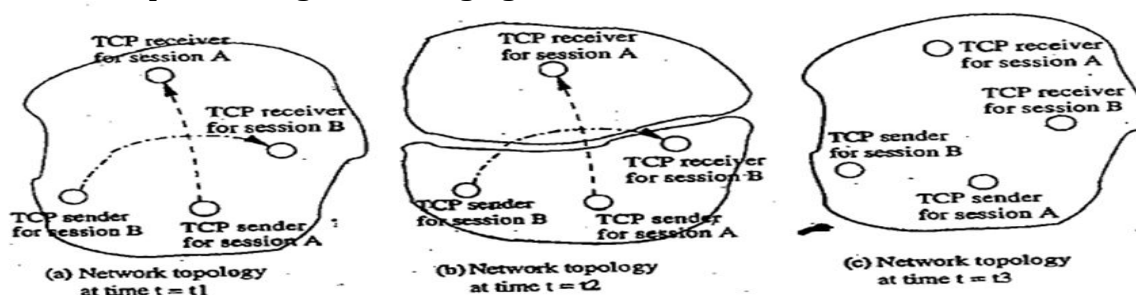 TCP receiver
for session A
TCP receiver
for session B
TCP sender
for session B
TCP sender
for session A
(a) Network topology
at time t = t1
TCP receiver
for session A
TCP receiver
for session B
TCP sender
for session B
TCP sender
for session A
(b) Network topology
at time t = t2
TCP receiver
for session A
TCP receiver
for session B
TCP sender
for session B
TCP sender
for session A
(c) Network topology
at time t = t3